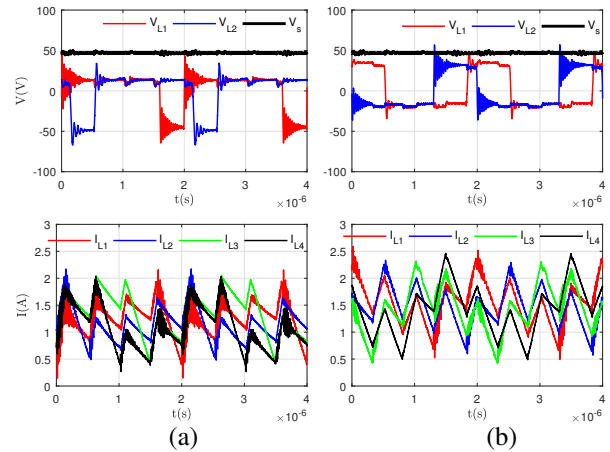 V_L1 V_L2 V_s
V(V)
100
50
0
-50
-100
0 1 2 3 4
t(s)
×10^-6
V_L1 V_L2 V_s
100
50
0
-50
-100
0 1 2 3 4
t(s)
×10^-6
I_L1 I_L2 I_L3 I_L4
I(A)
3
2.5
2
1.5
1
0.5
0
0 1 2 3 4
t(s)
×10^-6
I_L1 I_L2 I_L3 I_L4
3
2.5
2
1.5
1
0.5
0
0 1 2 3 4
t(s)
×10^-6
(a) (b)